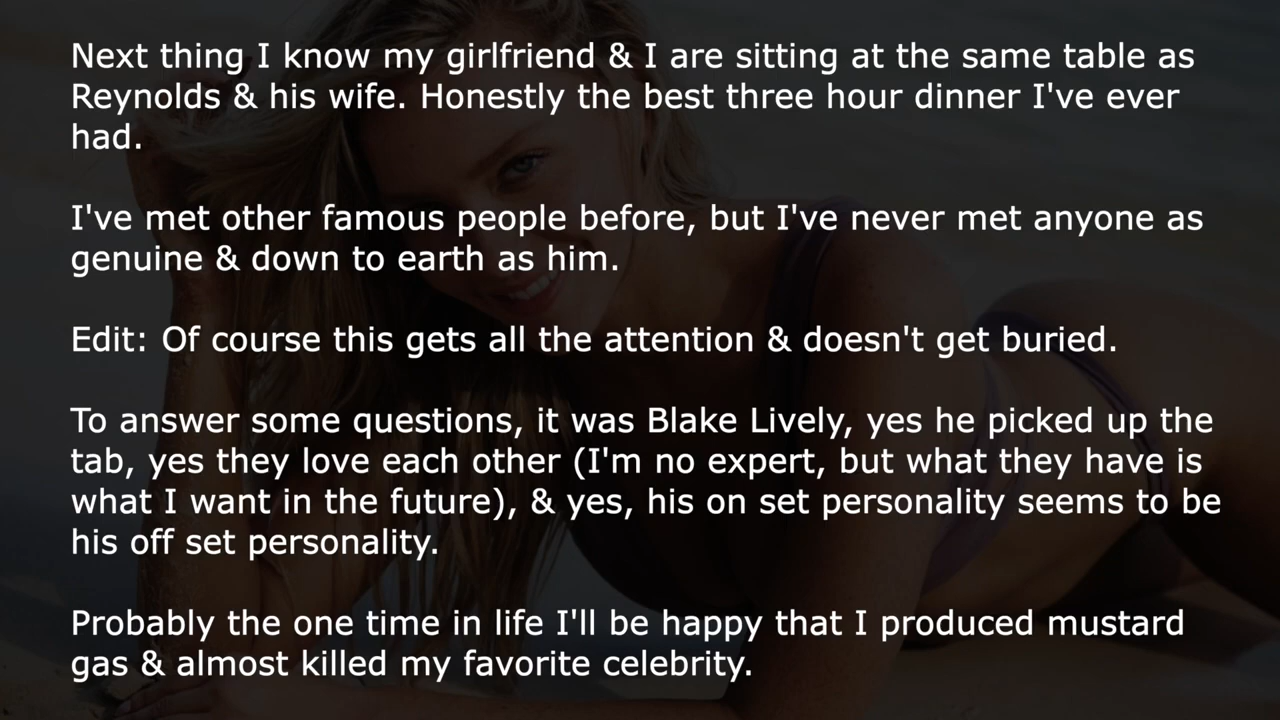 Next thing I know my girlfriend & I are sitting at the same table as
Reynolds & his wife. Honestly the best three hour dinner I've ever
had.
I've met other famous people before, but I've never met anyone as
genuine & down to earth as him.
Edit: Of course this gets all the attention & doesn't get buried.
To answer some questions, it was Blake Lively, yes he picked up the
tab, yes they love each other (I'm no expert, but what they have is
what I want in the future), & yes, his on set personality seems to be
his off set personality.
Probably the one time in life I'll be happy that I produced mustard
gas & almost killed my favorite celebrity.